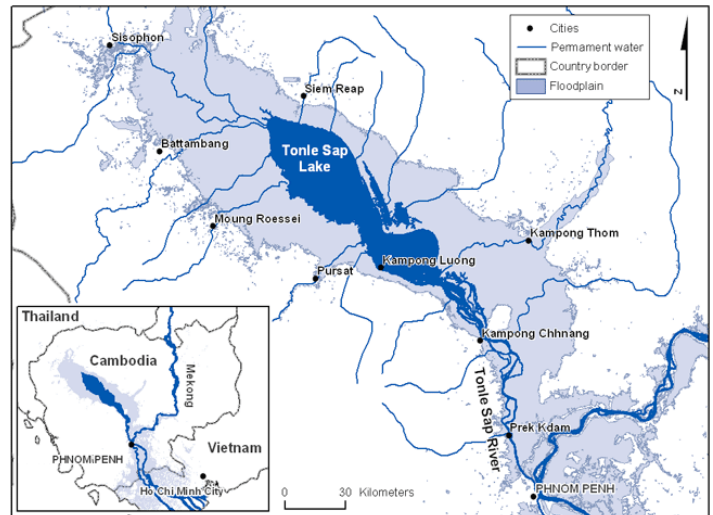 Sisophon
Cities
Permament water
Country border
Floodplain
N
Siem Reap
Battambang
Tonle Sap
Lake
Moung Roessei
Kampong Thom
Kampong Luong
Pursat
Kampong Chhnang
Tonle Sap River
Prek Kdam
PHNOM PENH
0 30 Kilometers
Thailand
Cambodia
Mekong
Vietnam
PHNOM PENH
Ho Chi Minh City